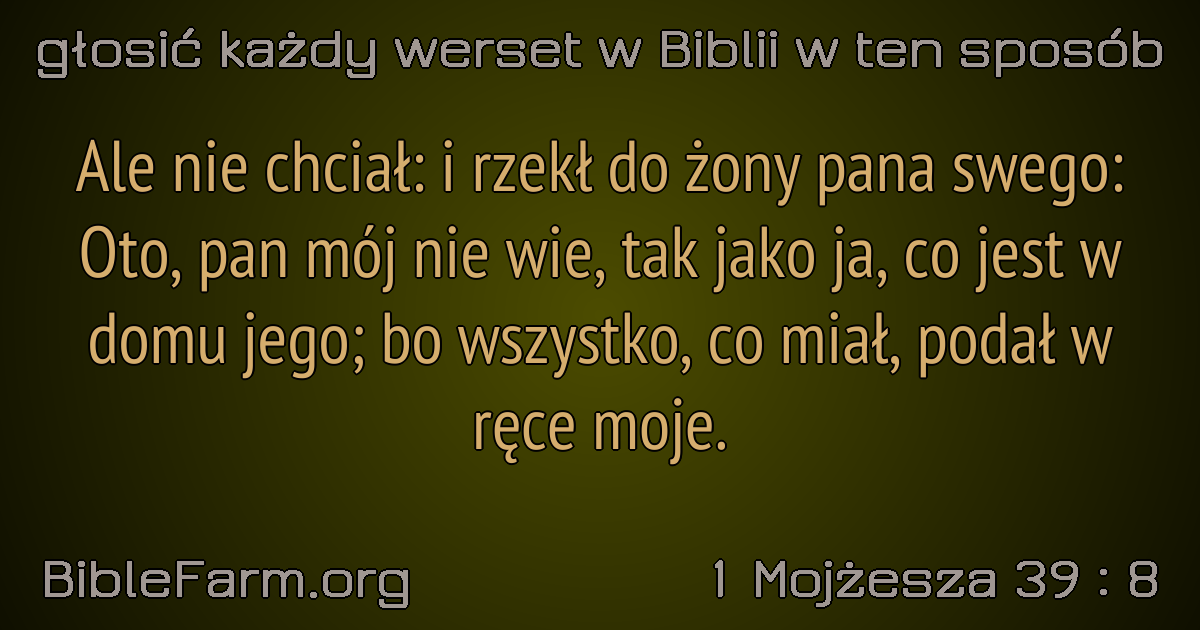 głosić każdy werset w Biblii w ten sposób
Ale nie chciał: i rzekł do żony pana swego:
Oto, pan mój nie wie, tak jako ja, co jest w
domu jego; bo wszystko, co miał, podał w
ręce moje.
BibleFarm.org
1 Mojżesza 39 : 8